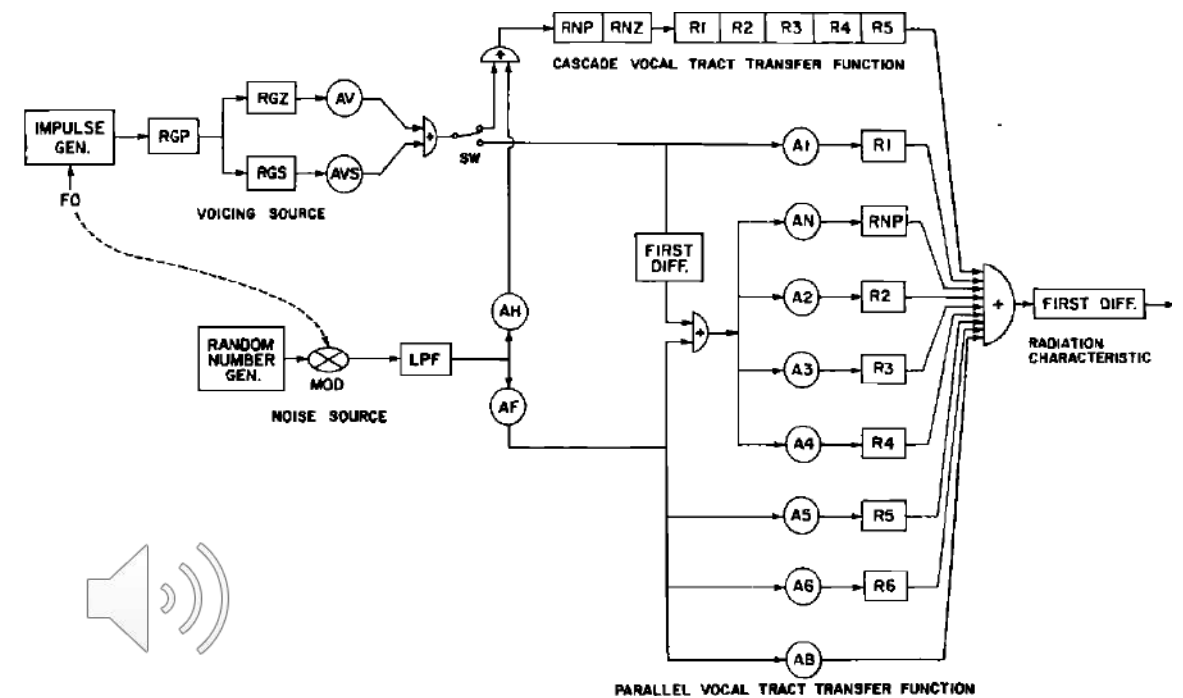 RNP RNZ R1 R2 R3 R4 R5
CASCADE VOCAL TRACT TRANSFER FUNCTION
IMPULSE
GEN.
RGP
RGZ
AV
RGS
AVS
+
SW
+
F0
VOICING SOURCE
A1
R1
AN
RNP
FIRST
DIFF.
A2
R2
+
A3
R3
A4
R4
A5
R5
A6
R6
AB
+
FIRST DIFF.
RADIATION
CHARACTERISTIC
AH
RANDOM
NUMBER
GEN.
MOD
LPF
AF
NOISE SOURCE
PARALLEL VOCAL TRACT TRANSFER FUNCTION